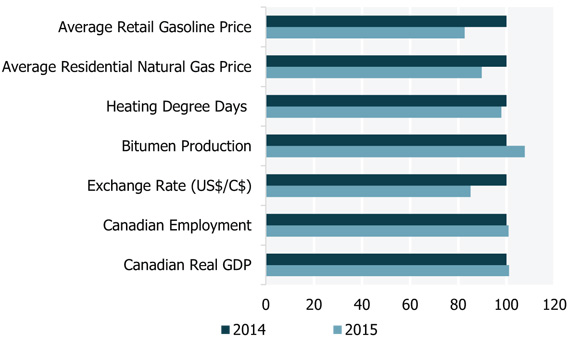 Average Retail Gasoline Price
Average Residential Natural Gas Price
Heating Degree Days
Bitumen Production
Exchange Rate (US$/C$)
Canadian Employment
Canadian Real GDP
0 20 40 60 80 100 120
2014 2015